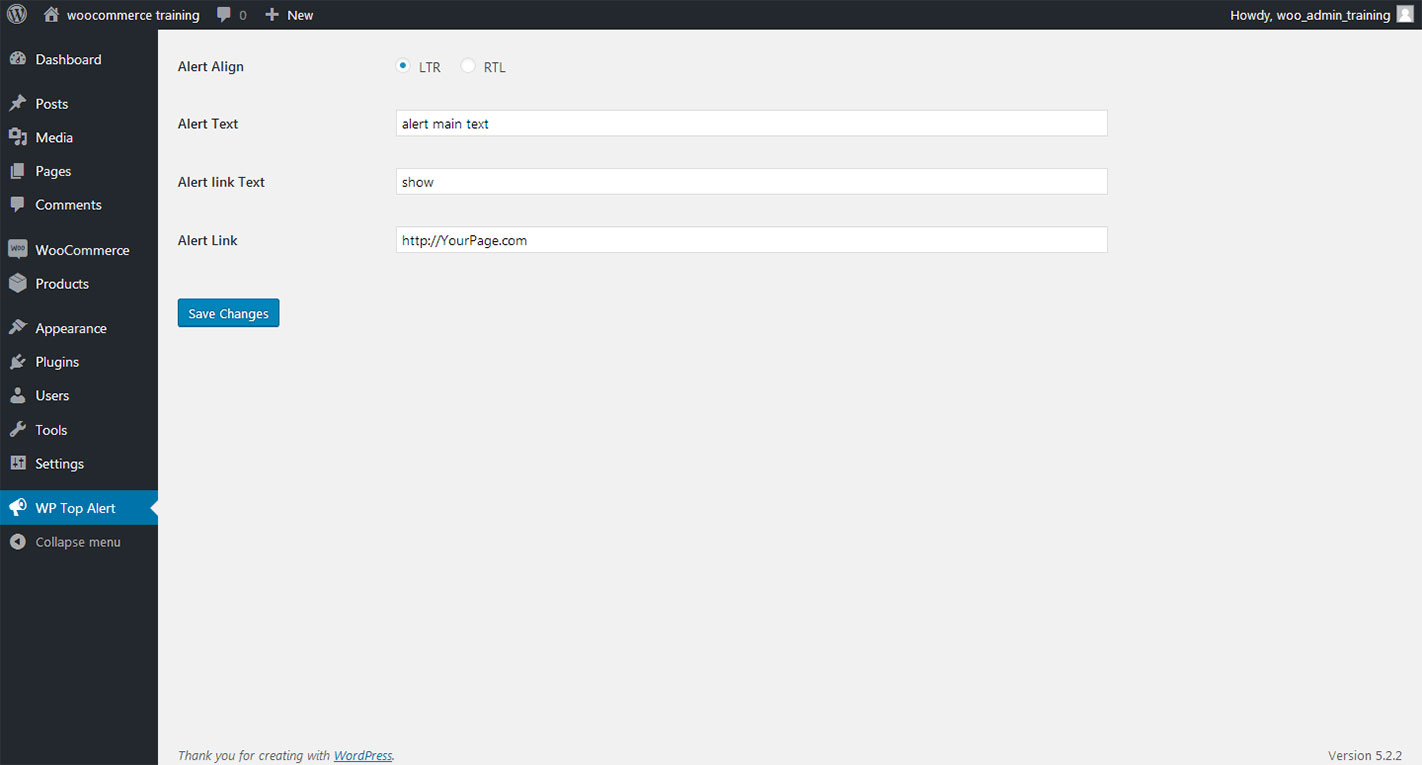 woocommerce training 0 New Howdy, woo_admin_training
Dashboard
Posts
Media
Pages
Comments
WOO WooCommerce
Products
Appearance
Plugins
Users
Tools
Settings
WP Top Alert
Collapse menu
Alert Align LTR RTL
Alert Text alert main text
Alert link Text show
Alert Link http://YourPage.com
Save Changes
Thank you for creating with WordPress. Version 5.2.2